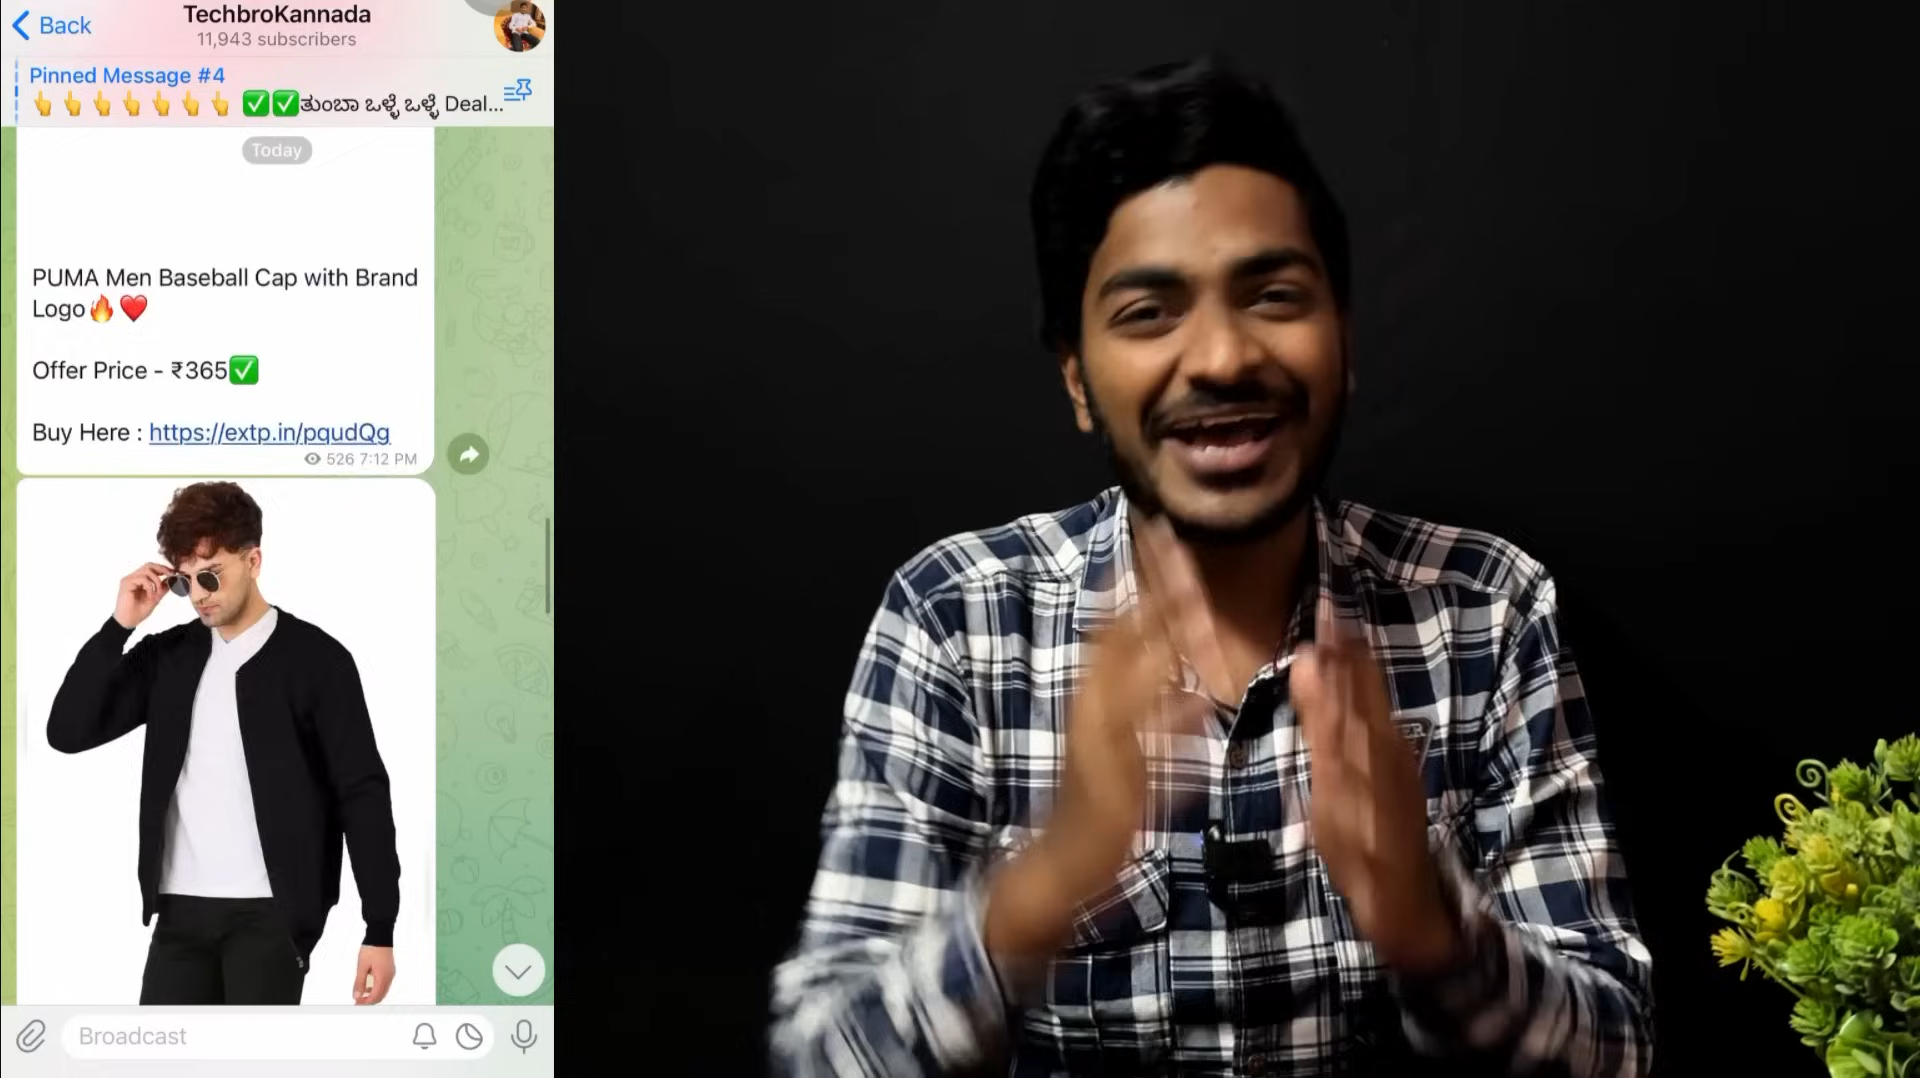 Back
TechbroKannada
11,943 subscribers
Pinned Message #4
👆👆👆👆👆👆👆 ✅✅ತುಂಬಾ ಒಳ್ಳೆ ಒಳ್ಳೆ Deal...
Today
PUMA Men Baseball Cap with Brand
Logo🔥❤️
Offer Price - ₹365✅
Buy Here : https://extp.in/pqudQg
526 7:12 PM
Broadcast